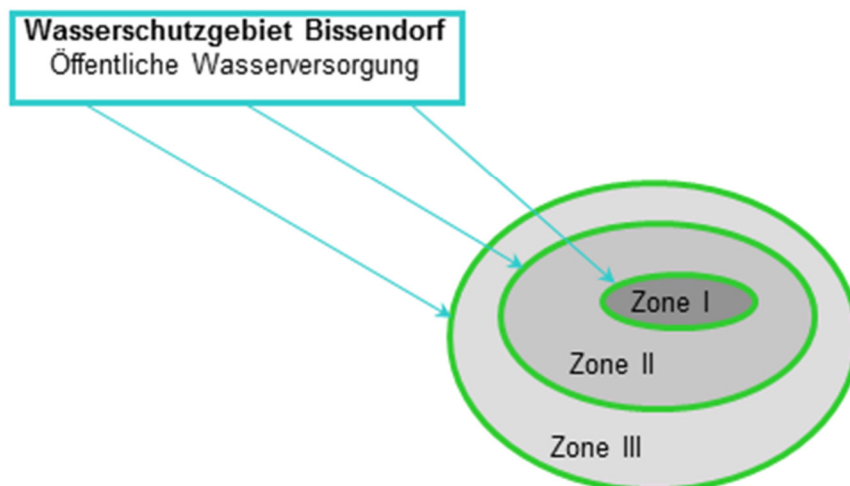 Wasserschutzgebiet Bissendorf
Öffentliche Wasserversorgung
Zone I
Zone II
Zone III